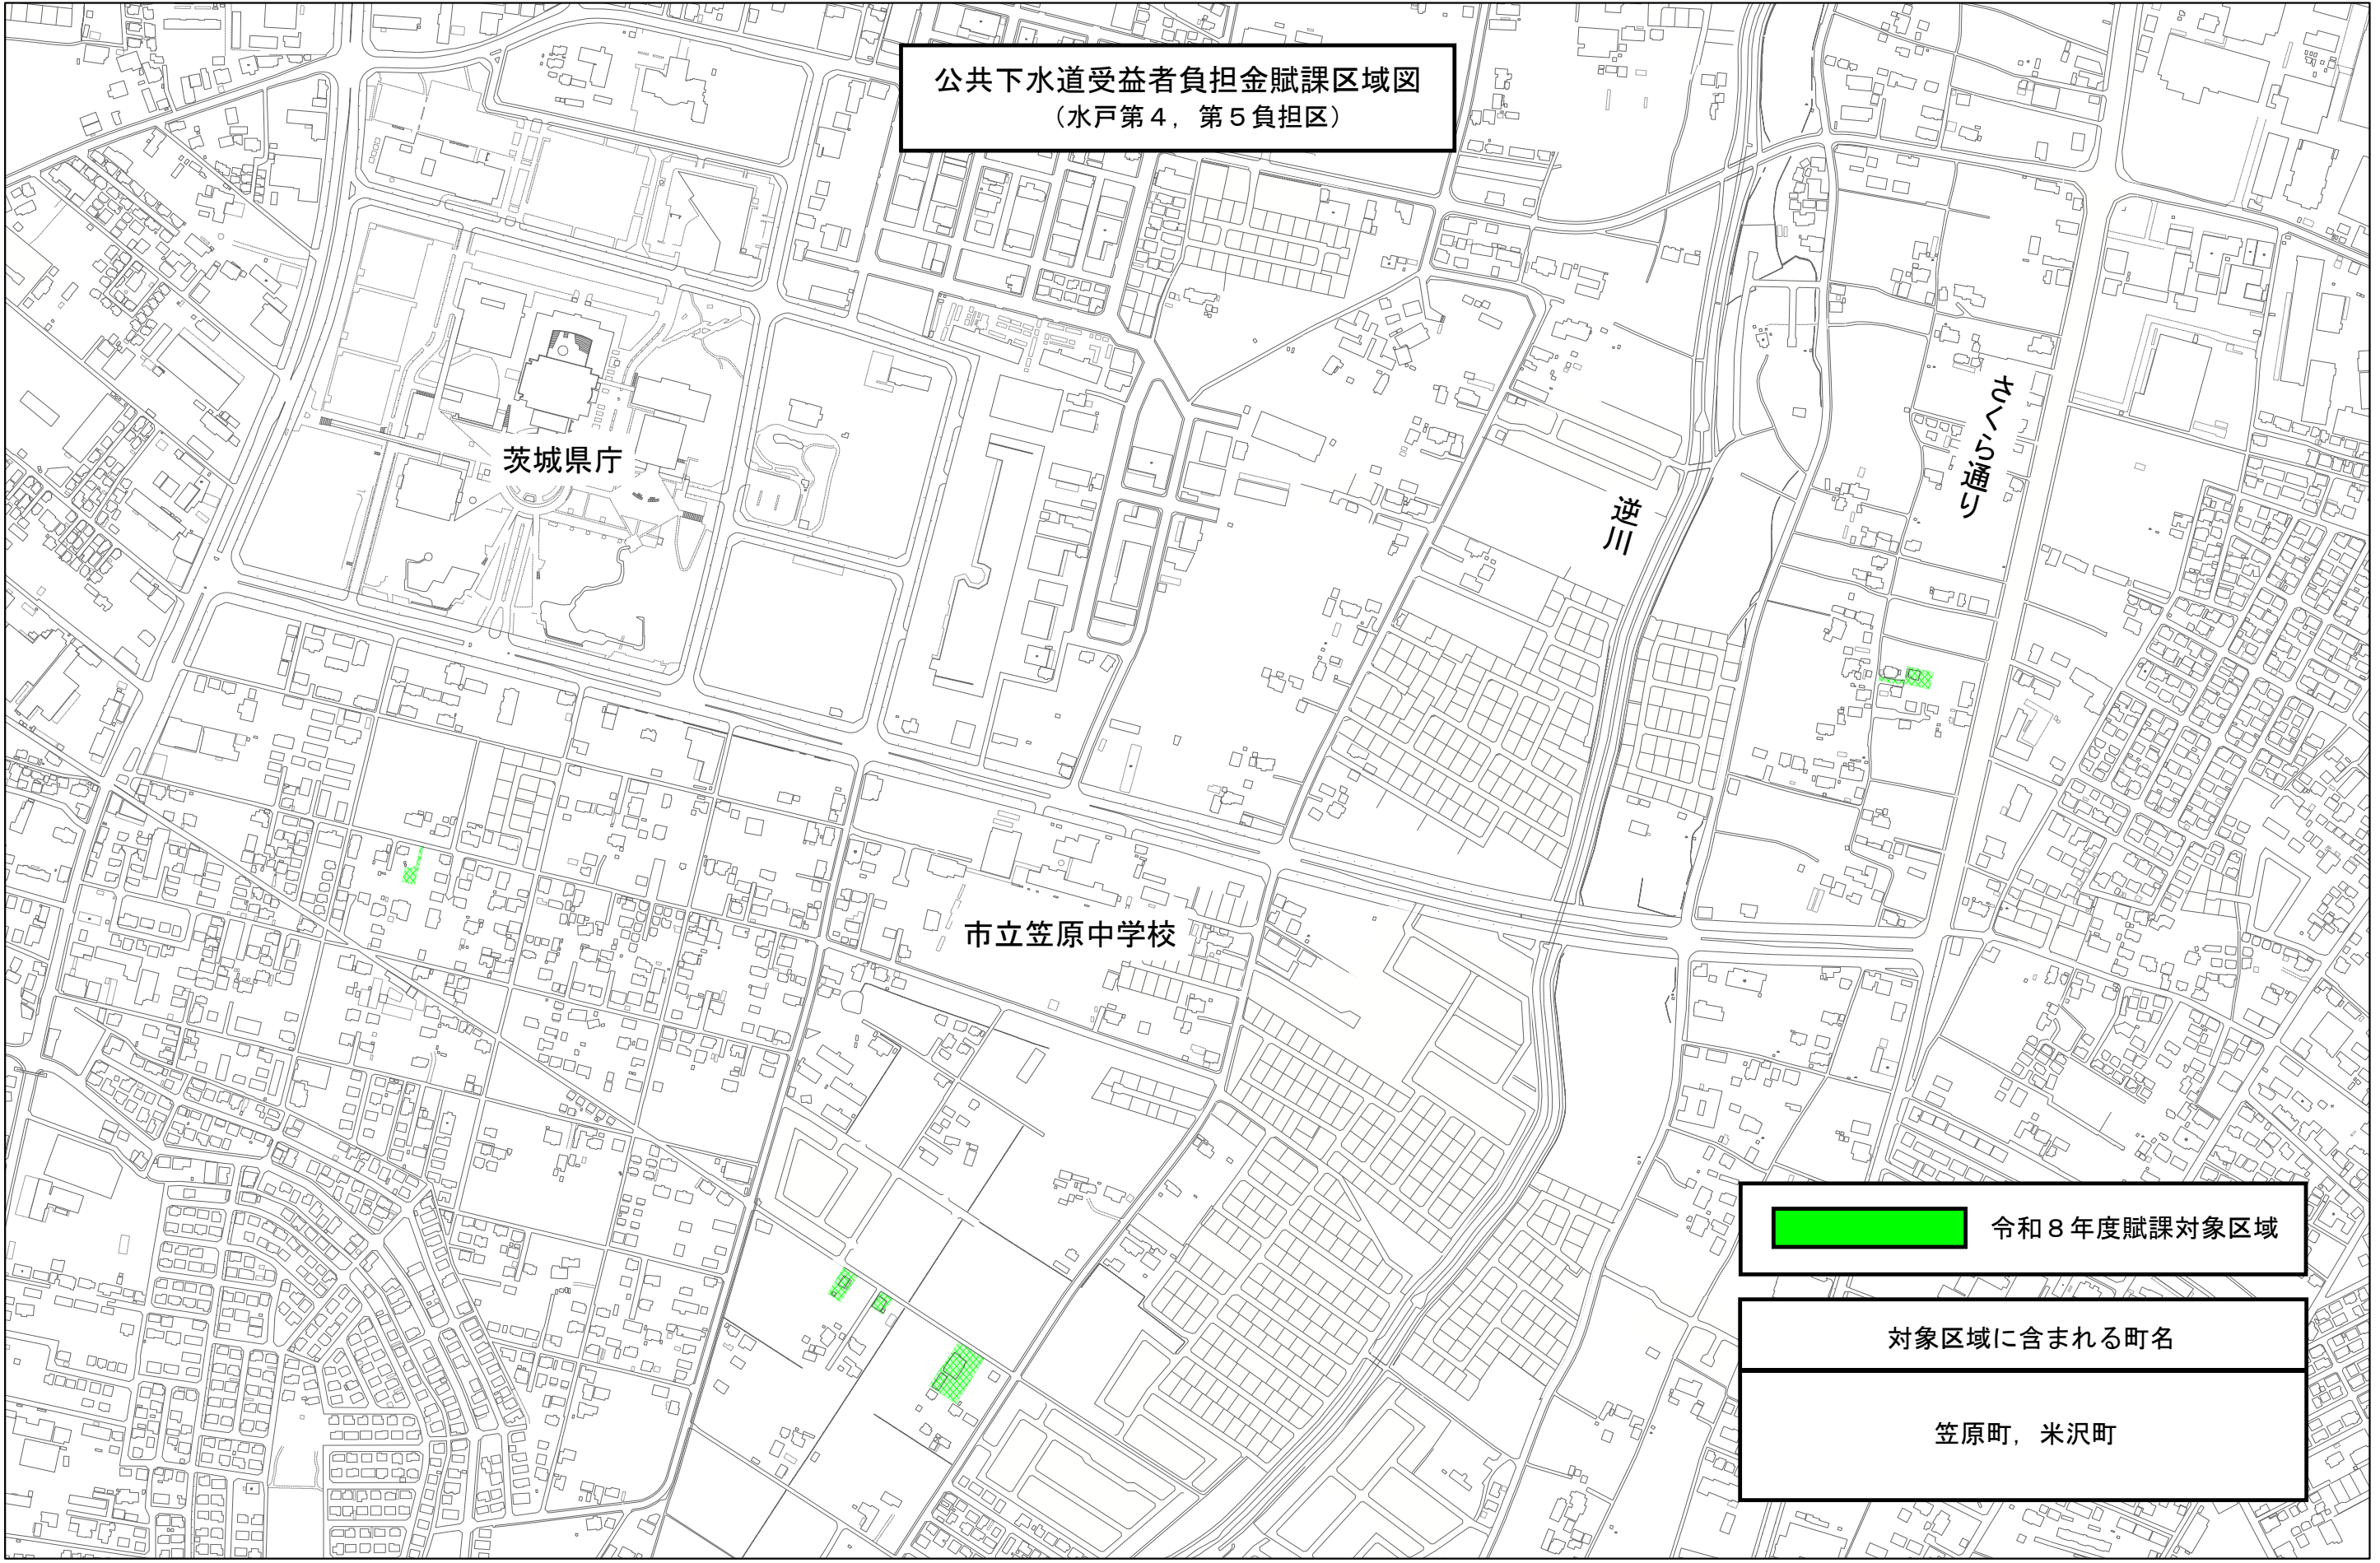 公共下水道受益者負担金賦課区域図
（水戸第４，第５負担区）
茨城県庁
さくら通り
逆川
市立笠原中学校
令和８年度賦課対象区域
対象区域に含まれる町名
笠原町，米沢町